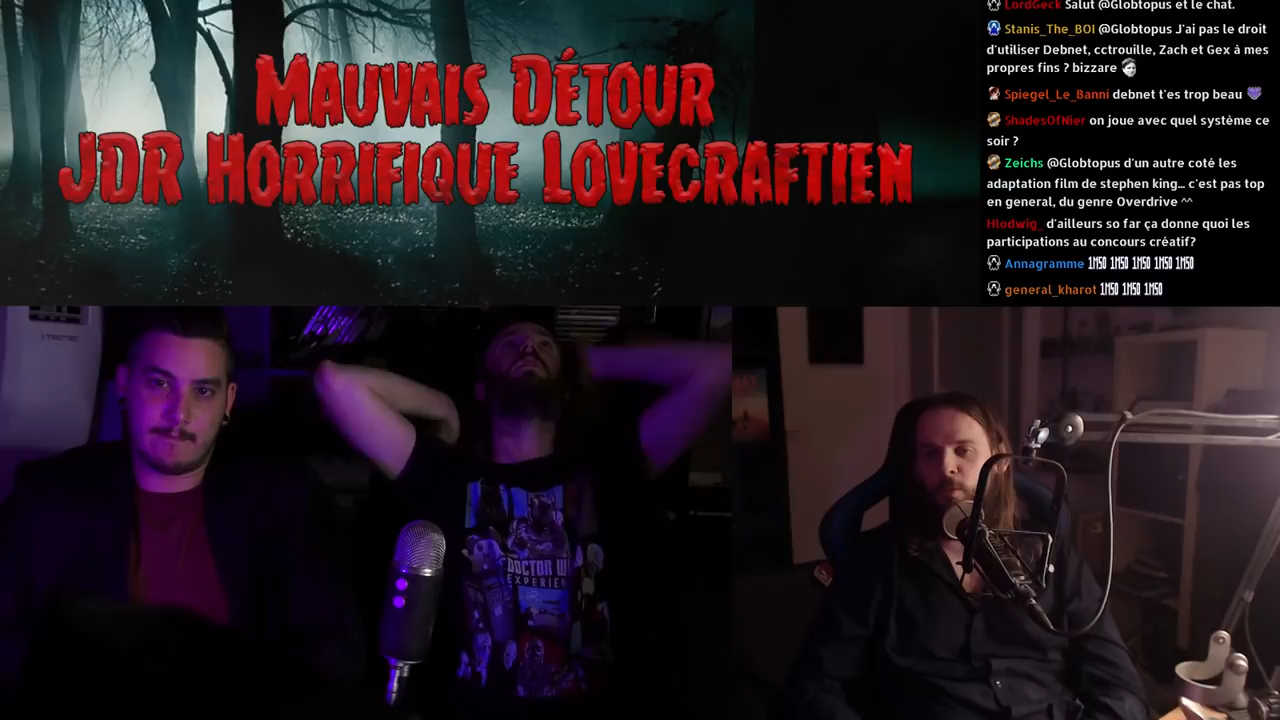 MAUVAIS DÉTOUR
JDR HORRIFIQUE LOVECRAFTIEN
LordGeck Salut @Globtopus et le chat.
Stanis_The_BOI @Globtopus J'ai pas le droit
d'utiliser Debnet, cctrouille, Zach et Gex à mes
propres fins ? bizzare
Spiegel_Le_Banni debnet t'es trop beau
ShadesOfNier on joue avec quel système ce
soir ?
Zeichs @Globtopus d'un autre coté les
adaptation film de stephen king... c'est pas top
en general, du genre Overdrive ^^
Hlodwig_ d'ailleurs so far ça donne quoi les
participations au concours créatif?
Annagramme 1M50 1M50 1M50 1M50 1M50
general_kharot 1M50 1M50 1M50
TROTEC
DOCTOR W
EXPERIEN